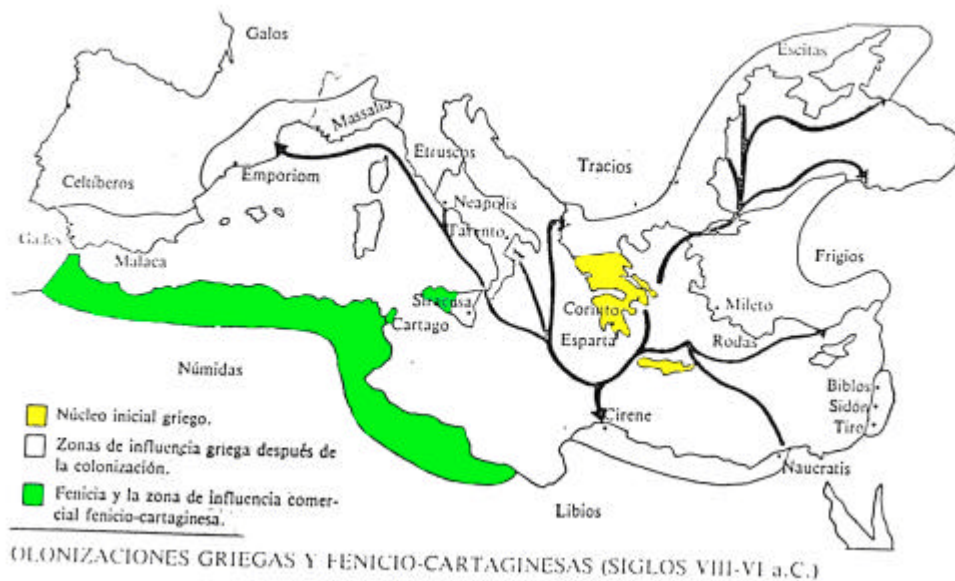 Galos
Escitas
Massalia
Etruscos
Tracios
Celtíberos
Emporiom
Neapolis
Tarento
Gades
Malaca
Frigios
Siracusa
Corinto
Mileto
Cartago
Esparta
Rodas
Númidas
Biblos
Sidón
Tiro
Cirene
Naucratis
Libios
Núcleo inicial griego.
Zonas de influencia griega después de
la colonización.
Fenicia y la zona de influencia comer-
cial fenicio-cartaginesa.
OLONIZACIONES GRIEGAS Y FENICIO-CARTAGINESAS (SIGLOS VIII-VI a.C.)